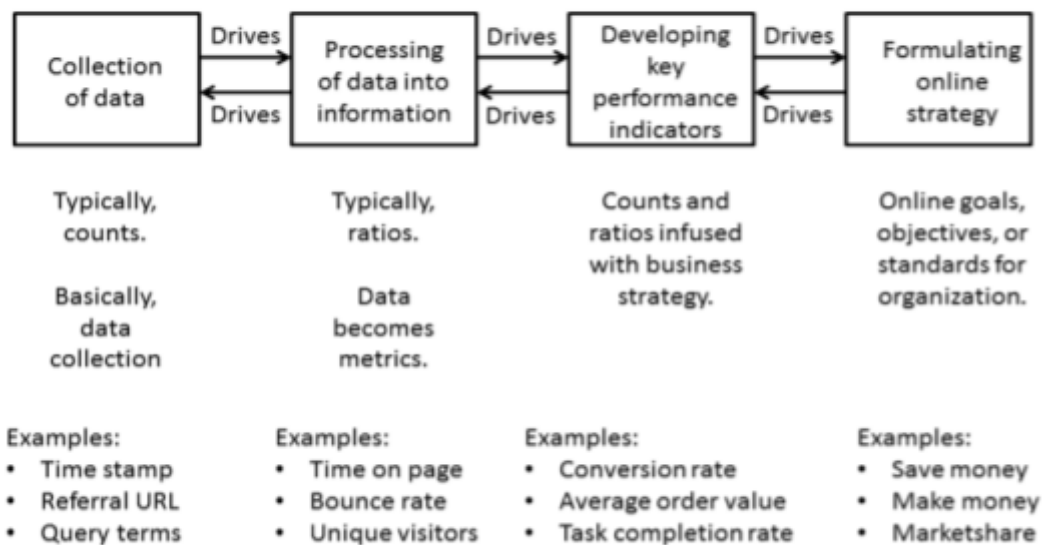 Collection
of data
Drives
Drives
Processing
of data into
information
Drives
Drives
Developing
key
performance
indicators
Drives
Drives
Formulating
online
strategy
Typically,
counts.
Basically,
data
collection
Typically,
ratios.
Data
becomes
metrics.
Counts and
ratios infused
with business
strategy.
Online goals,
objectives, or
standards for
organization.
Examples:
• Time stamp
• Referral URL
• Query terms
Examples:
• Time on page
• Bounce rate
• Unique visitors
Examples:
• Conversion rate
• Average order value
• Task completion rate
Examples:
• Save money
• Make money
• Marketshare